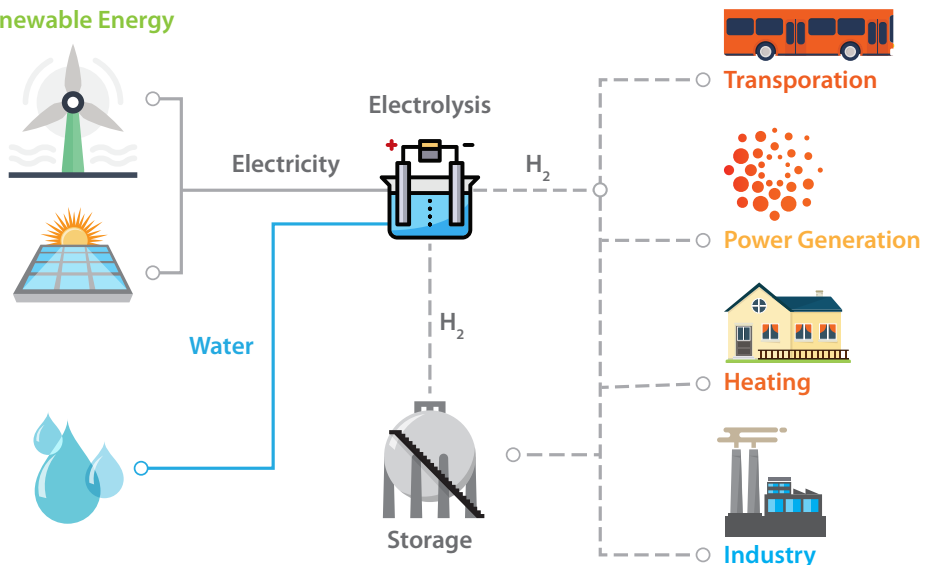 newable Energy
Electrolysis
+ -
Electricity
H₂
Water
H₂
Storage
Transporation
Power Generation
Heating
Industry